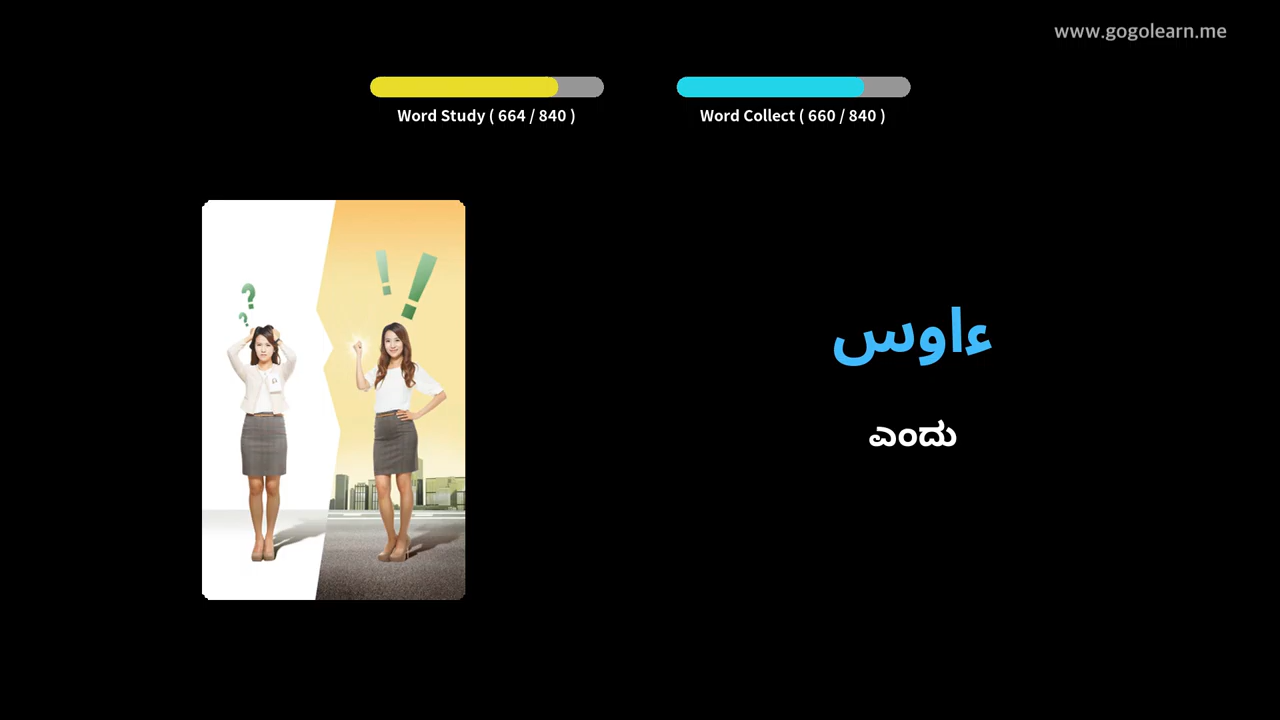 www.gogolearn.me
Word Study ( 664 / 840 )
Word Collect ( 660 / 840 )
? ? ! !
ءاوس
ಎಂದು